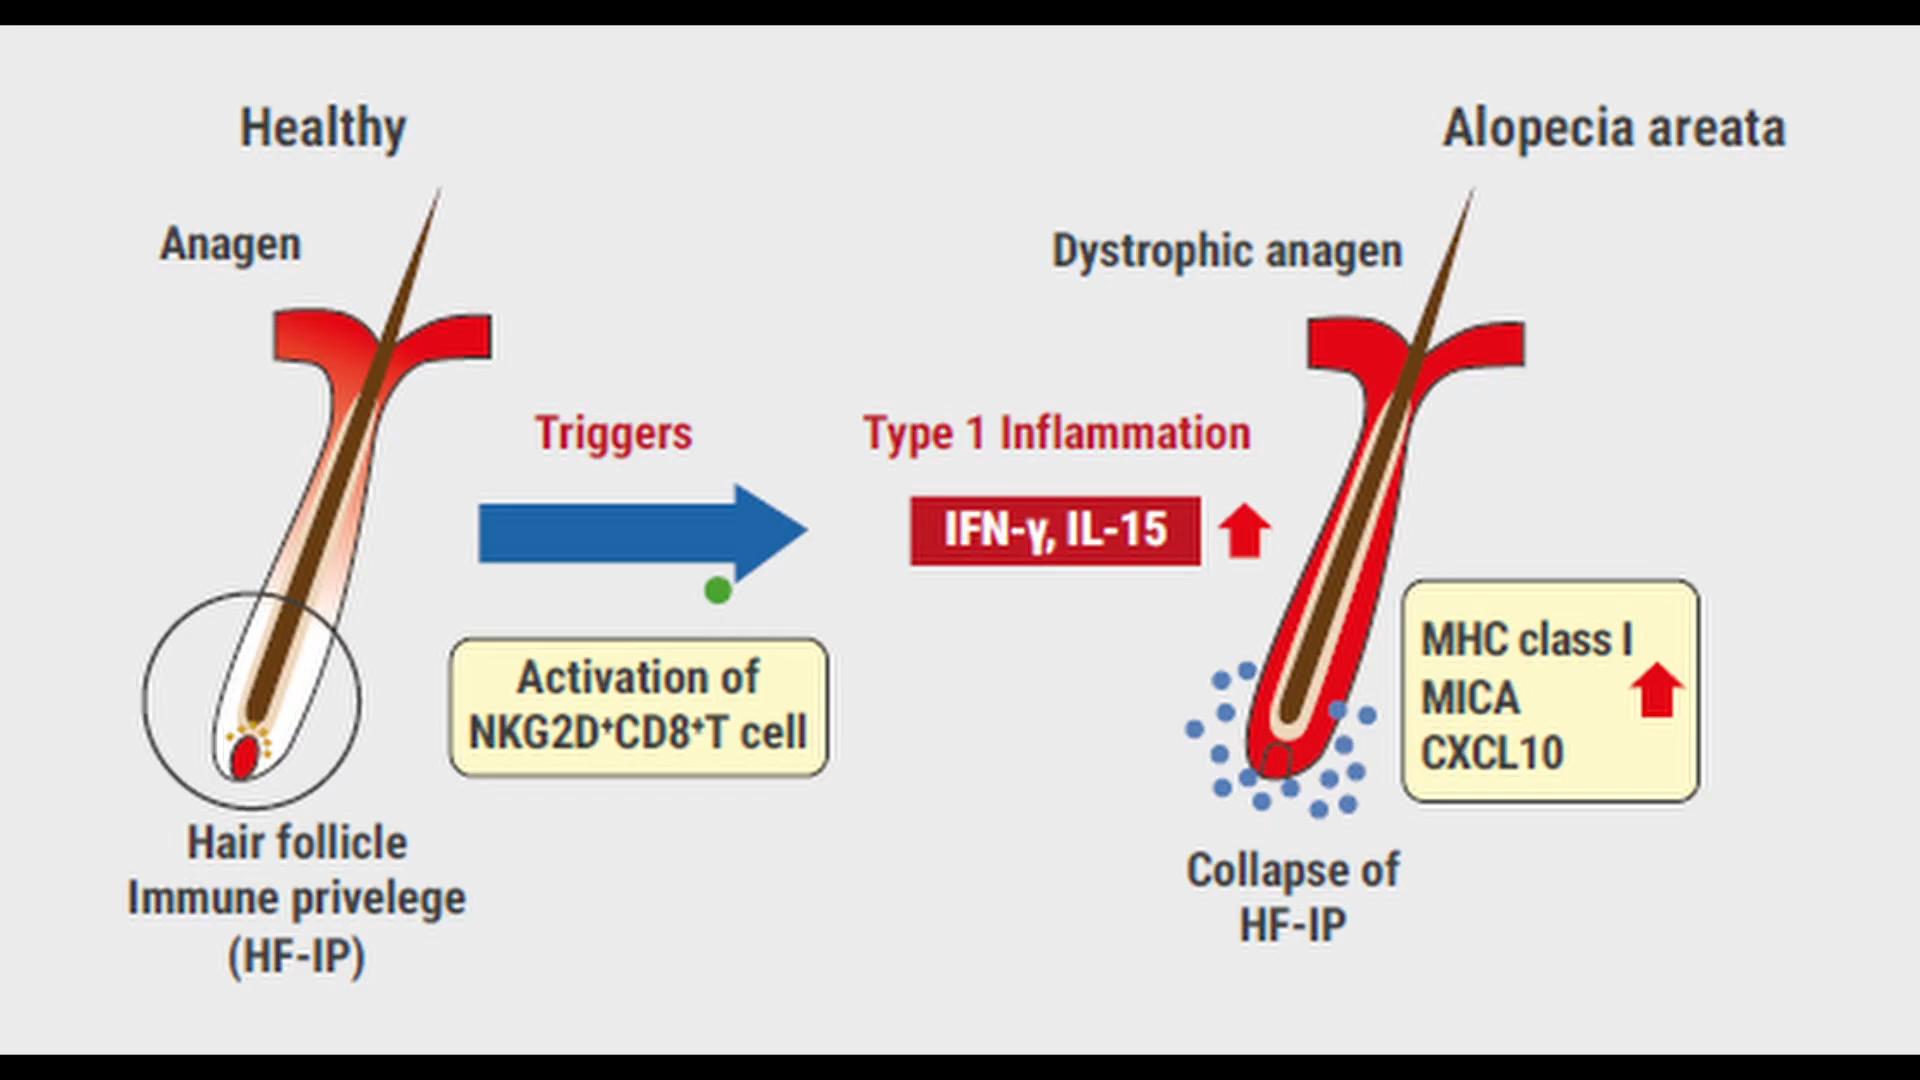 Healthy
Alopecia areata
Anagen
Dystrophic anagen
Triggers
Type 1 Inflammation
IFN-γ, IL-15
Activation of
NKG2D⁺CD8⁺T cell
MHC class I
MICA
CXCL10
Hair follicle
Immune privelege
(HF-IP)
Collapse of
HF-IP